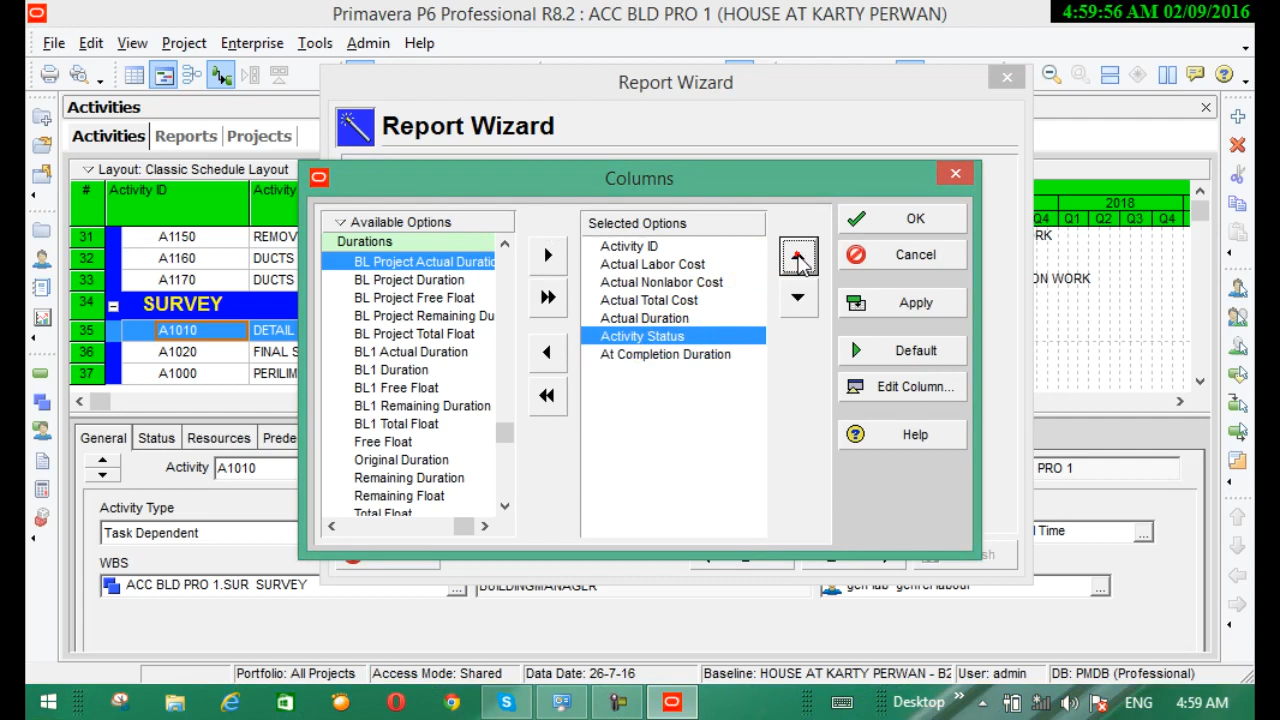 Primavera P6 Professional R8.2 : ACC BLD PRO 1 (HOUSE AT KARTY PERWAN)
4:59:56 AM 02/09/2016
File Edit View Project Enterprise Tools Admin Help
Report Wizard
Activities
Report Wizard
Activities Reports Projects
Layout: Classic Schedule Layout
Columns
# Activity ID Activity
2018
Q4 Q1 Q2 Q3 Q4
31 A1150 REMOV
32 A1160 DUCTS
33 A1170 DUCTS
ON WORK
34 SURVEY
35 A1010 DETAIL
36 A1020 FINAL S
37 A1000 PERILIM
Available Options
Durations
BL Project Actual Duratio
BL Project Duration
BL Project Free Float
BL Project Remaining Du
BL Project Total Float
BL1 Actual Duration
BL1 Duration
BL1 Free Float
BL1 Remaining Duration
BL1 Total Float
Free Float
Original Duration
Remaining Duration
Remaining Float
Total Float
Selected Options
Activity ID
Actual Labor Cost
Actual Nonlabor Cost
Actual Total Cost
Actual Duration
Activity Status
At Completion Duration
OK
Cancel
Apply
Default
Edit Column...
Help
General Status Resources Prede
Activity A1010
PRO 1
Activity Type
Task Dependent
Time
WBS
ACC BLD PRO 1.SUR SURVEY
BUILDINGMANAGER
Portfolio: All Projects Access Mode: Shared Data Date: 26-7-16 Baseline: HOUSE AT KARTY PERWAN - B2 User: admin DB: PMDB (Professional)
Desktop ENG 4:59 AM